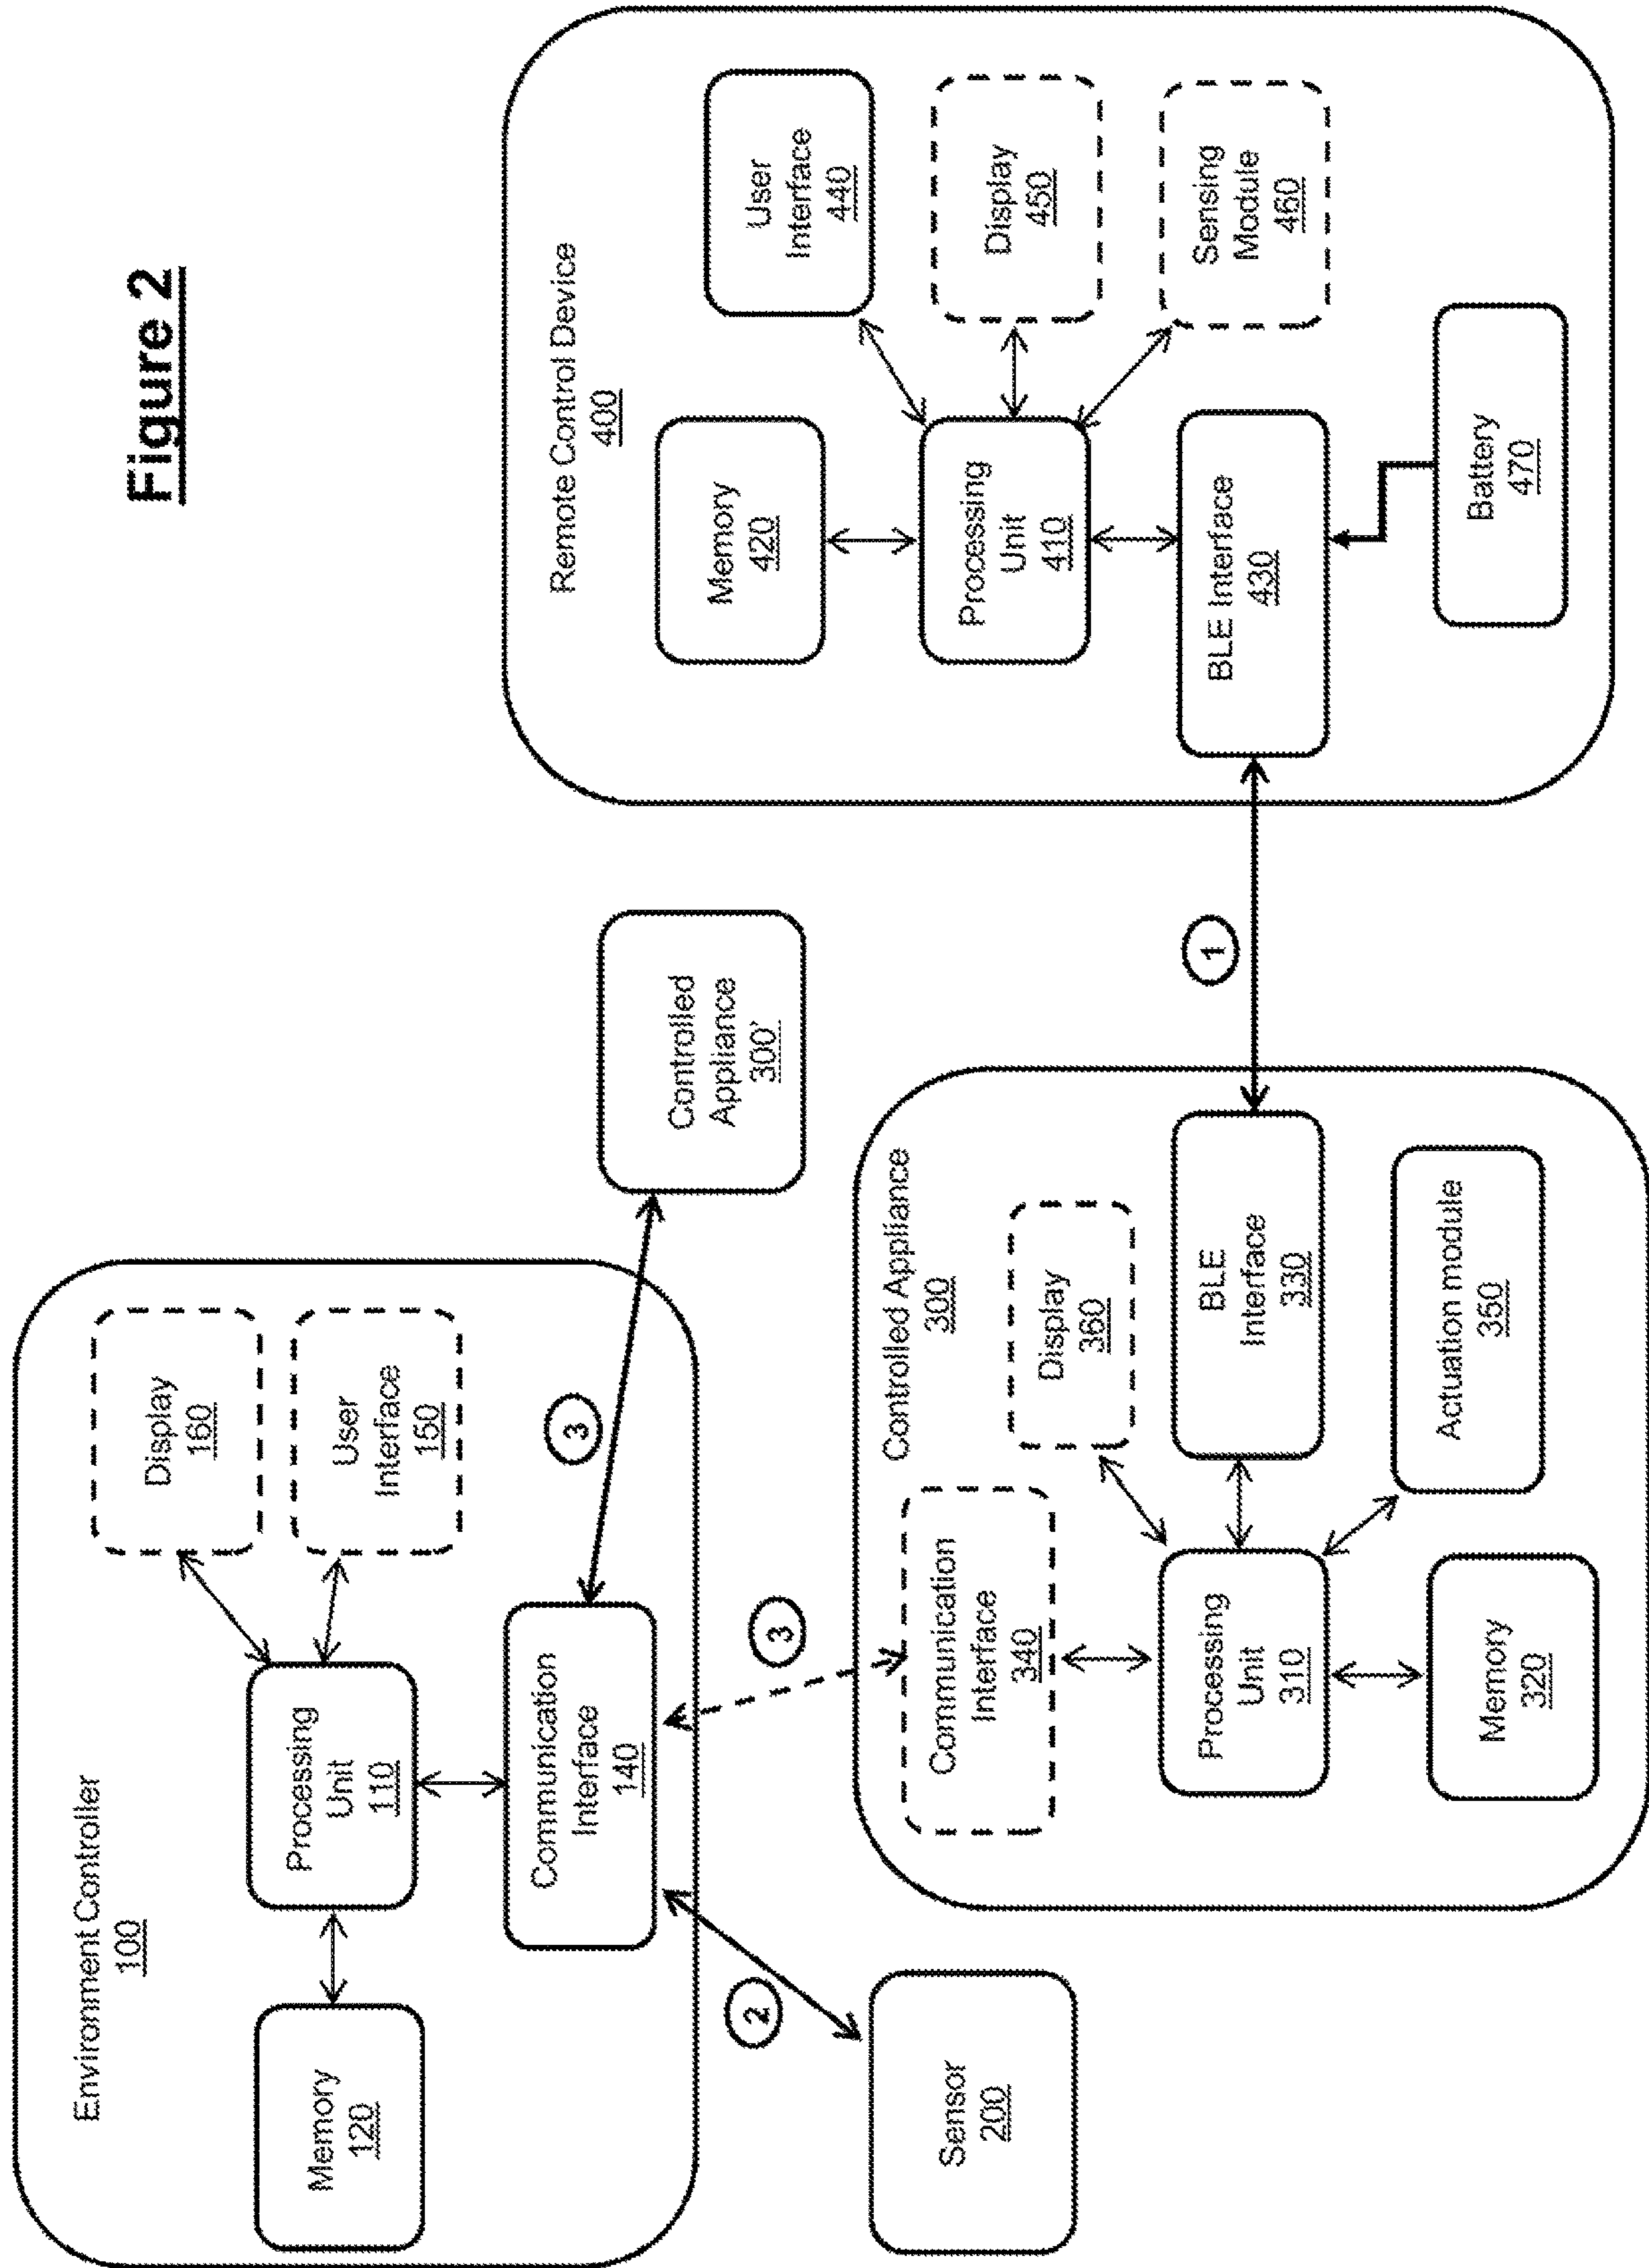 Figure 2
Environment Controller
100
Memory
120
Processing
Unit
110
Display
160
User
Interface
150
Communication
Interface
140
2
3
3
Sensor
200
Controlled
Appliance
300'
Controlled Appliance
300
Communication
Interface
340
Display
360
Processing
Unit
310
BLE
Interface
330
Memory
320
Actuation module
350
1
Remote Control Device
400
Memory
420
User
Interface
440
Processing
Unit
410
Display
450
Sensing
Module
460
BLE Interface
430
Battery
470